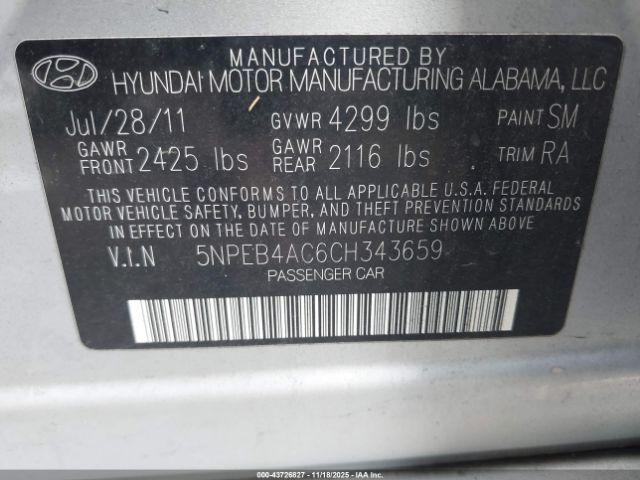 MANUFACTURED BY
HYUNDAI MOTOR MANUFACTURING ALABAMA, LLC
Jul/28/11 GVWR 4299 lbs PAINT SM
GAWR FRONT 2425 lbs GAWR REAR 2116 lbs TRIM RA
THIS VEHICLE CONFORMS TO ALL APPLICABLE U.S.A. FEDERAL
MOTOR VEHICLE SAFETY, BUMPER, AND THEFT PREVENTION STANDARDS
IN EFFECT ON THE DATE OF MANUFACTURE SHOWN ABOVE
V.I.N 5NPEB4AC6CH343659
PASSENGER CAR
000-43726827 - 11/18/2025 - IAAI.COM